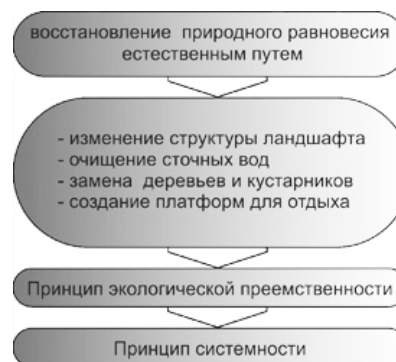 восстановление природного равновесия
естественным путем
- изменение структуры ландшафта
- очищение сточных вод
- замена деревьев и кустарников
- создание платформ для отдыха
Принцип экологической преемственности
Принцип системности